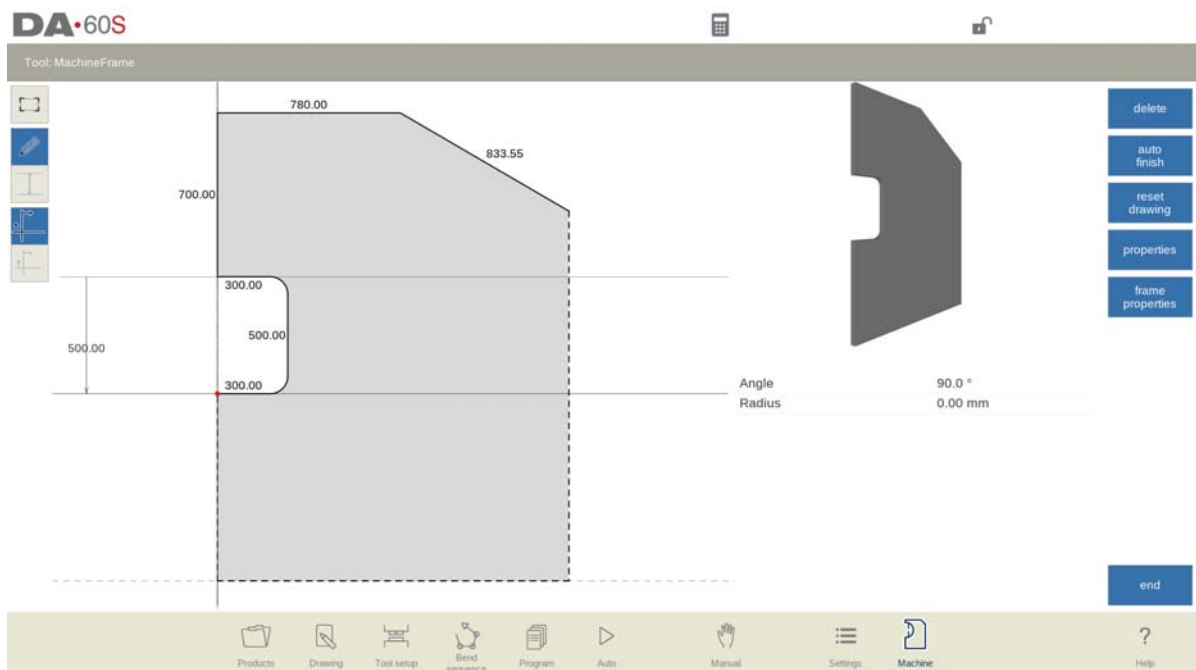 DA•60S
Tool: MachineFrame
780.00
833.55
700.00
300.00
500.00
500.00
300.00
delete
auto
finish
reset
drawing
properties
frame
properties
Angle 90.0 °
Radius 0.00 mm
end
Products
Drawing
Tool setup
Bend
sequence
Program
Auto
Manual
Settings
Machine
?
Help